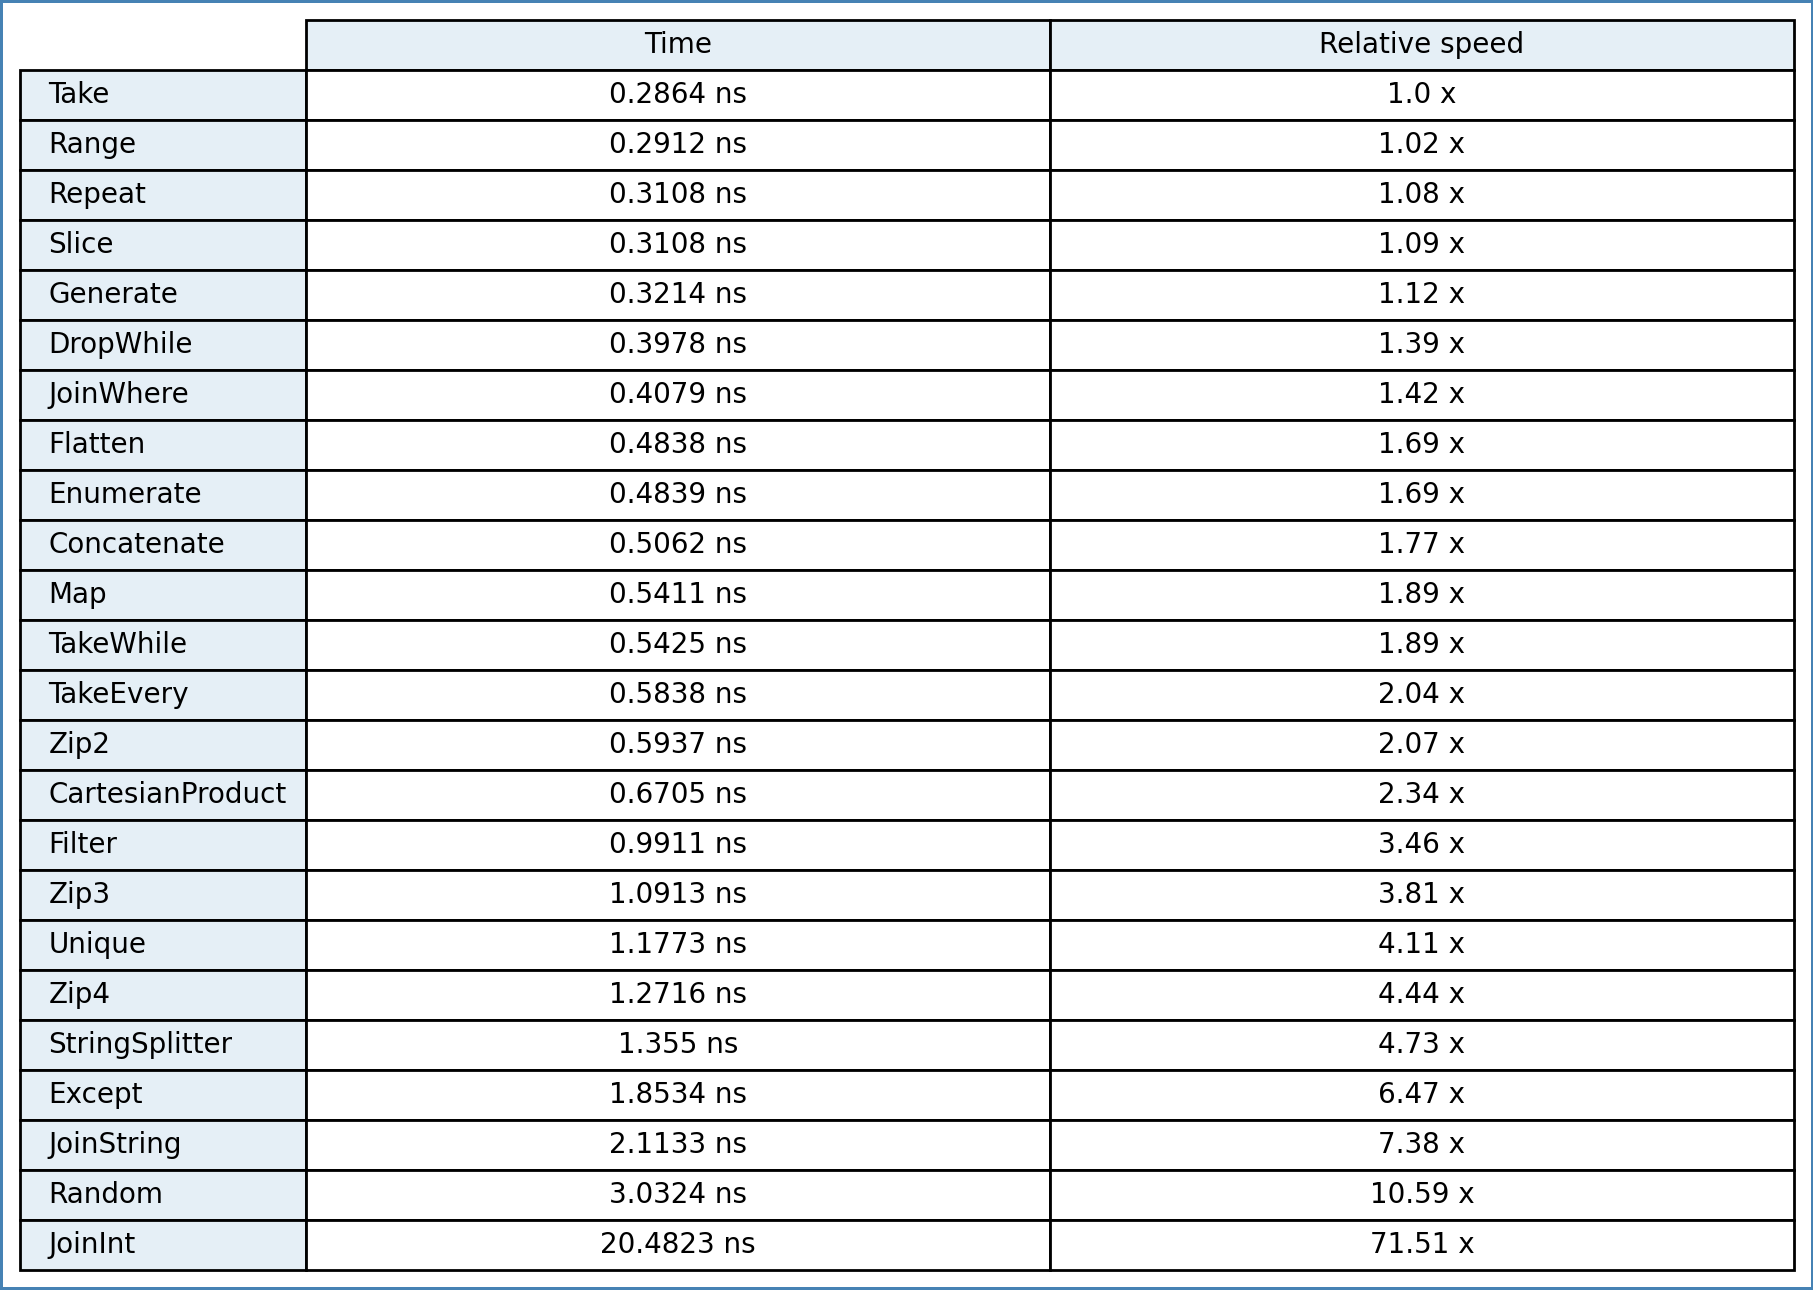 Time Relative speed
Take 0.2864 ns 1.0 x
Range 0.2912 ns 1.02 x
Repeat 0.3108 ns 1.08 x
Slice 0.3108 ns 1.09 x
Generate 0.3214 ns 1.12 x
DropWhile 0.3978 ns 1.39 x
JoinWhere 0.4079 ns 1.42 x
Flatten 0.4838 ns 1.69 x
Enumerate 0.4839 ns 1.69 x
Concatenate 0.5062 ns 1.77 x
Map 0.5411 ns 1.89 x
TakeWhile 0.5425 ns 1.89 x
TakeEvery 0.5838 ns 2.04 x
Zip2 0.5937 ns 2.07 x
CartesianProduct 0.6705 ns 2.34 x
Filter 0.9911 ns 3.46 x
Zip3 1.0913 ns 3.81 x
Unique 1.1773 ns 4.11 x
Zip4 1.2716 ns 4.44 x
StringSplitter 1.355 ns 4.73 x
Except 1.8534 ns 6.47 x
JoinString 2.1133 ns 7.38 x
Random 3.0324 ns 10.59 x
JoinInt 20.4823 ns 71.51 x